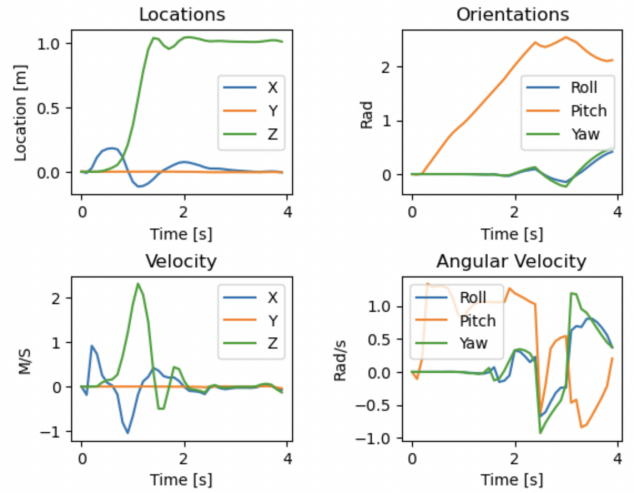 Locations
Location [m]
1.0
0.5
0.0
X
Y
Z
0
2
4
Time [s]
Orientations
Rad
2
1
0
Roll
Pitch
Yaw
0
2
4
Time [s]
Velocity
M/S
2
1
0
−1
X
Y
Z
0
2
4
Time [s]
Angular Velocity
Rad/s
1.0
0.5
0.0
−0.5
−1.0
Roll
Pitch
Yaw
0
2
4
Time [s]